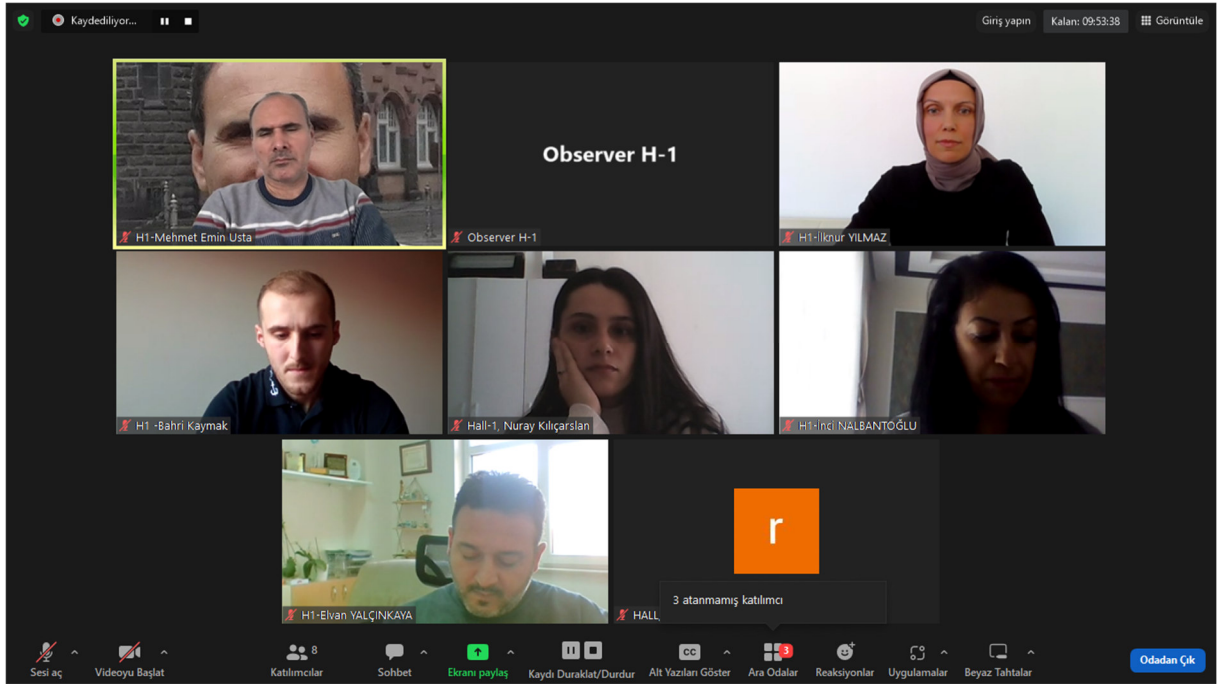 Kaydediliyor...
Giriş yapın
Kalan: 09:53:38
Görüntüle
H1-Mehmet Emin Usta
Observer H-1
Observer H-1
H1-İlknur YILMAZ
H1 -Bahri Kaymak
Hall-1, Nuray Kılıçarslan
H1-İnci NALBANTOĞLU
H1-Elvan YALÇINKAYA
r
HALL
3 atanmamış katılımcı
Sesi aç
Videoyu Başlat
8
Katılımcılar
Sohbet
Ekranı paylaş
Kaydı Duraklat/Durdur
CC
Alt Yazıları Göster
3
Ara Odalar
Reaksiyonlar
Uygulamalar
Beyaz Tahtalar
Odadan Çık